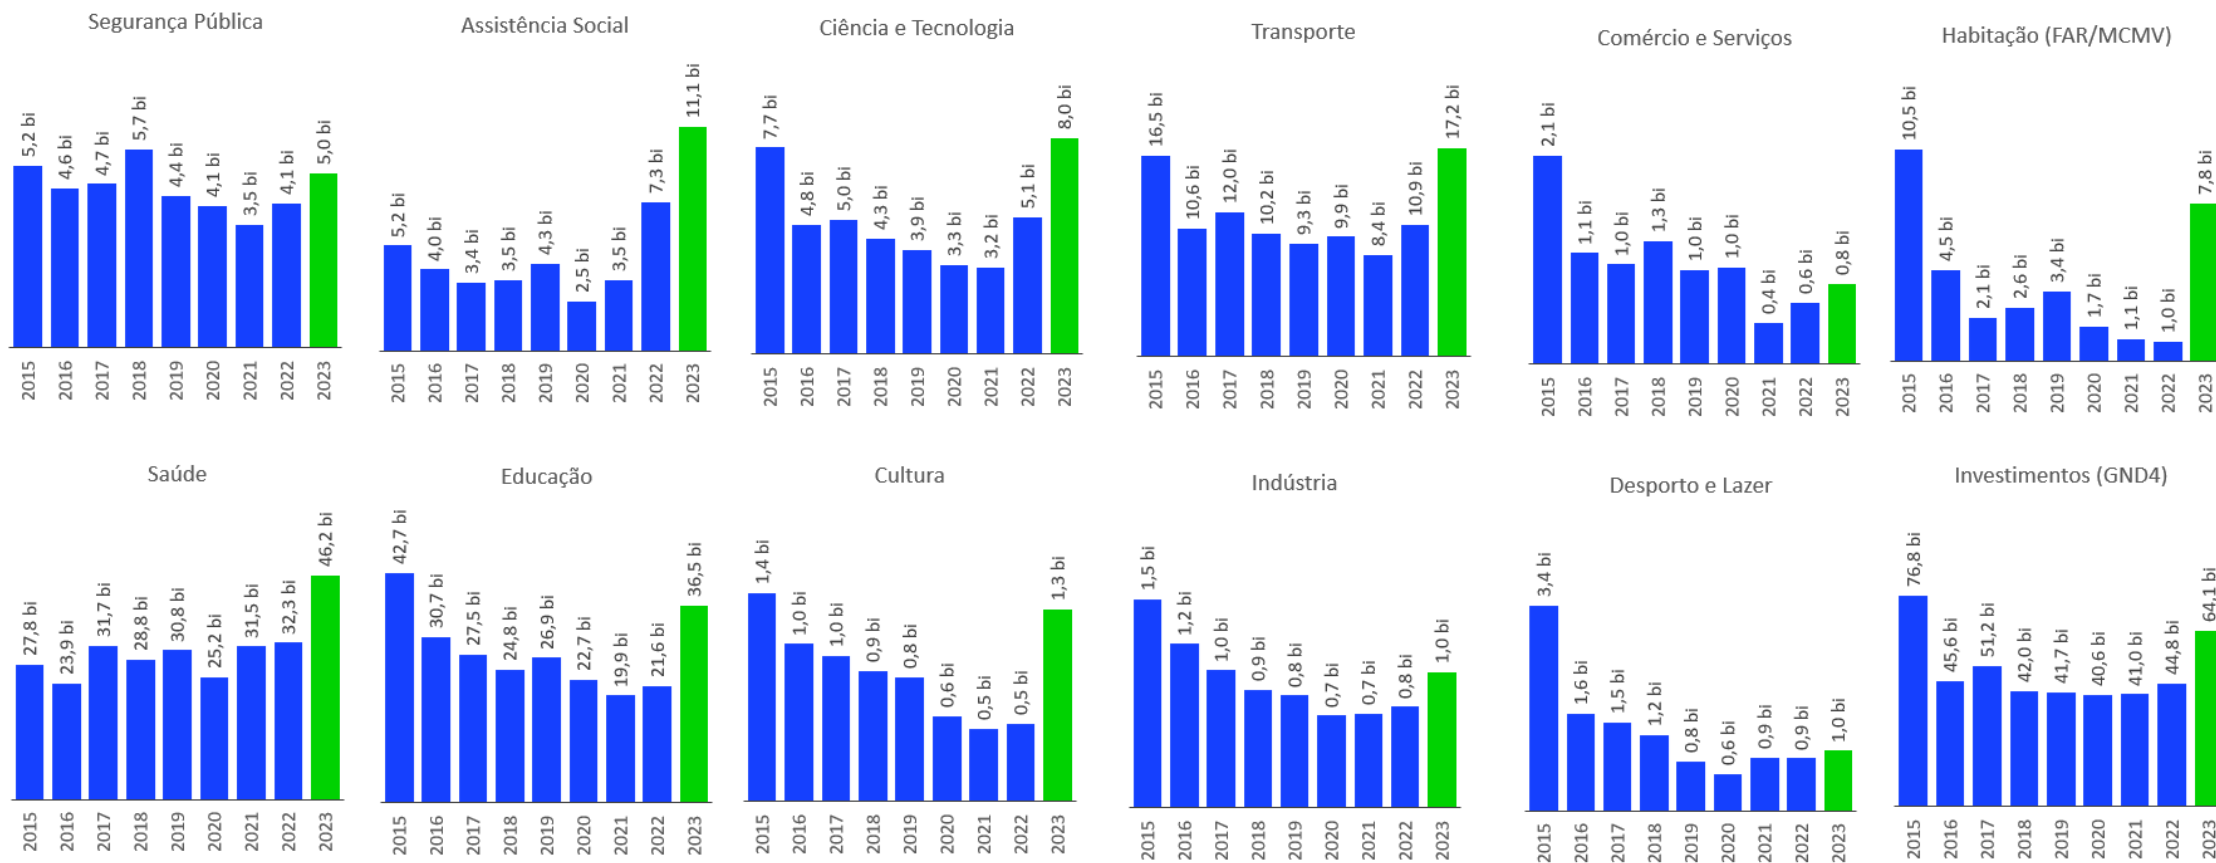 Segurança Pública
5,2 bi
4,6 bi
4,7 bi
5,7 bi
4,4 bi
4,1 bi
3,5 bi
4,1 bi
5,0 bi
2015
2016
2017
2018
2019
2020
2021
2022
2023
Assistência Social
5,2 bi
4,0 bi
3,4 bi
3,5 bi
4,3 bi
2,5 bi
3,5 bi
7,3 bi
11,1 bi
2015
2016
2017
2018
2019
2020
2021
2022
2023
Ciência e Tecnologia
7,7 bi
4,8 bi
5,0 bi
4,3 bi
3,9 bi
3,3 bi
3,2 bi
5,1 bi
8,0 bi
2015
2016
2017
2018
2019
2020
2021
2022
2023
Transporte
16,5 bi
10,6 bi
12,0 bi
10,2 bi
9,3 bi
9,9 bi
8,4 bi
10,9 bi
17,2 bi
2015
2016
2017
2018
2019
2020
2021
2022
2023
Comércio e Serviços
2,1 bi
1,1 bi
1,0 bi
1,3 bi
1,0 bi
1,0 bi
0,4 bi
0,6 bi
0,8 bi
2015
2016
2017
2018
2019
2020
2021
2022
2023
Habitação (FAR/MCMV)
10,5 bi
4,5 bi
2,1 bi
2,6 bi
3,4 bi
1,7 bi
1,1 bi
1,0 bi
7,8 bi
2015
2016
2017
2018
2019
2020
2021
2022
2023
Saúde
27,8 bi
23,9 bi
31,7 bi
28,8 bi
30,8 bi
25,2 bi
31,5 bi
32,3 bi
46,2 bi
2015
2016
2017
2018
2019
2020
2021
2022
2023
Educação
42,7 bi
30,7 bi
27,5 bi
24,8 bi
26,9 bi
22,7 bi
19,9 bi
21,6 bi
36,5 bi
2015
2016
2017
2018
2019
2020
2021
2022
2023
Cultura
1,4 bi
1,0 bi
1,0 bi
0,9 bi
0,8 bi
0,6 bi
0,5 bi
0,5 bi
1,3 bi
2015
2016
2017
2018
2019
2020
2021
2022
2023
Indústria
1,5 bi
1,2 bi
1,0 bi
0,9 bi
0,8 bi
0,7 bi
0,7 bi
0,8 bi
1,0 bi
2015
2016
2017
2018
2019
2020
2021
2022
2023
Desporto e Lazer
3,4 bi
1,6 bi
1,5 bi
1,2 bi
0,8 bi
0,6 bi
0,9 bi
0,9 bi
1,0 bi
2015
2016
2017
2018
2019
2020
2021
2022
2023
Investimentos (GND4)
76,8 bi
45,6 bi
51,2 bi
42,0 bi
41,7 bi
40,6 bi
41,0 bi
44,8 bi
64,1 bi
2015
2016
2017
2018
2019
2020
2021
2022
2023